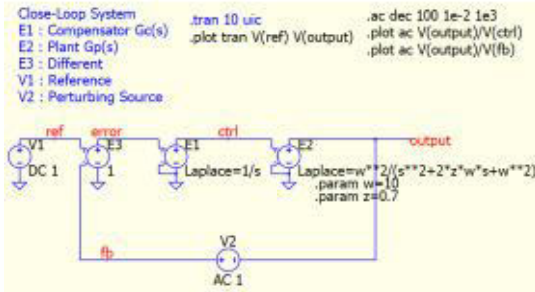 Close-Loop System
E1 : Compensator Gc(s)
E2 : Plant Gp(s)
E3 : Different
V1 : Reference
V2 : Perturbing Source
.tran 10 uic
.plot tran V(ref) V(output)
.ac dec 100 1e-2 1e3
.plot ac V(output)/V(ctrl)
.plot ac V(output)/V(fb)
ref error ctrl output
V1 E3 E1 E2
DC 1 1 Laplace=1/s Laplace=w**2/(s**2+2*z*w*s+w**2)
.param w=10
.param z=0.7
fb
V2
AC 1